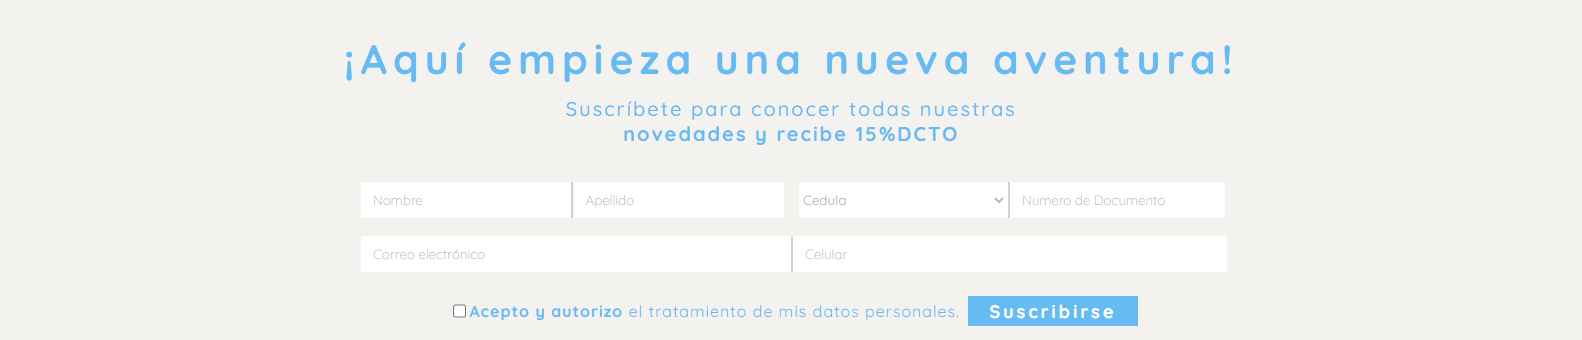 ¡Aquí empieza una nueva aventura!
Suscríbete para conocer todas nuestras
novedades y recibe 15%DCTO
Nombre Apellido Cedula Numero de Documento
Correo electrónico Celular
Acepto y autorizo el tratamiento de mis datos personales. Suscribirse